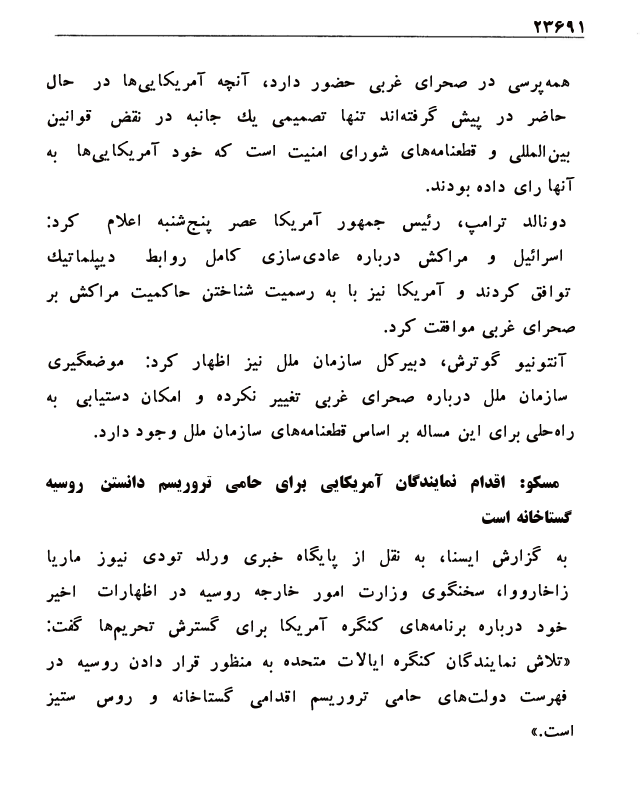 ۲۳۶۹۱
همه‌پرسی در صحرای غربی حضور دارد، آنچه آمریکایی‌ها در حال
حاضر در پیش گرفته‌اند تنها تصمیمی یك جانبه در نقض قوانین
بین‌المللی و قطعنامه‌های شورای امنیت است که خود آمریکایی‌ها به
آنها رای داده بودند.
دونالد ترامپ، رئیس جمهور آمریکا عصر پنج‌شنبه اعلام کرد:
اسرائیل و مراکش درباره عادی‌سازی کامل روابط دیپلماتیك
توافق کردند و آمریکا نیز با به رسمیت شناختن حاکمیت مراکش بر
صحرای غربی موافقت کرد.
آنتونیو گوترش، دبیرکل سازمان ملل نیز اظهار کرد: موضعگیری
سازمان ملل درباره صحرای غربی تغییر نکرده و امکان دستیابی به
راه‌حلی برای این مساله بر اساس قطعنامه‌های سازمان ملل وجود دارد.
مسکو: اقدام نمایندگان آمریکایی برای حامی تروریسم دانستن روسیه
گستاخانه است
به گزارش ایسنا، به نقل از پایگاه خبری ورلد تودی نیوز ماریا
زاخارووا، سخنگوی وزارت امور خارجه روسیه در اظهارات اخیر
خود درباره برنامه‌های کنگره آمریکا برای گسترش تحریم‌ها گفت:
«تلاش نمایندگان کنگره ایالات متحده به منظور قرار دادن روسیه در
فهرست دولت‌های حامی تروریسم اقدامی گستاخانه و روس ستیز
است.»